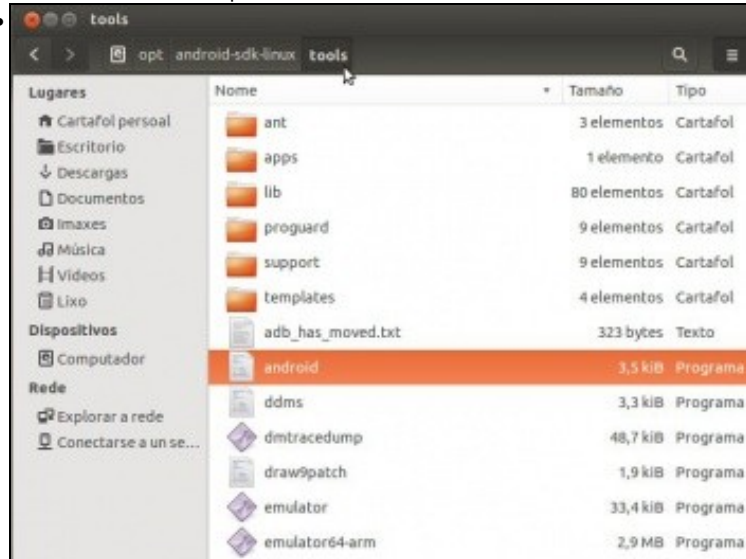 tools
opt android-sdk-linux tools
Lugares
Cartafol persoal
Escritorio
Descargas
Documentos
Imaxes
Música
Vídeos
Lixo
Dispositivos
Computador
Rede
Explorar a rede
Conectarse a un se...
Nome Tamaño Tipo
ant 3 elementos Cartafol
apps 1 elemento Cartafol
lib 80 elementos Cartafol
proguard 9 elementos Cartafol
support 9 elementos Cartafol
templates 4 elementos Cartafol
adb_has_moved.txt 323 bytes Texto
android 3,5 kiB Programa
ddms 3,3 kiB Programa
dmtracedump 48,7 kiB Programa
draw9patch 1,9 kiB Programa
emulator 33,4 kiB Programa
emulator64-arm 2,9 MB Programa